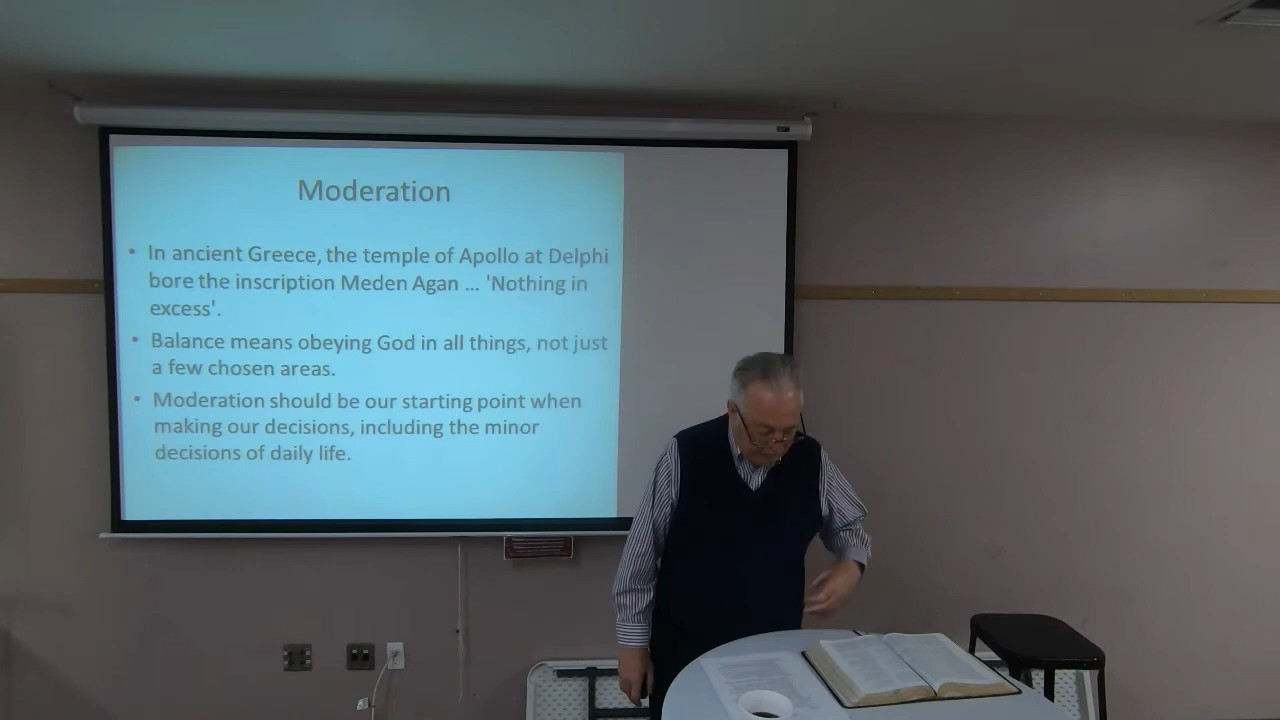 Moderation
• In ancient Greece, the temple of Apollo at Delphi
bore the inscription Meden Agan ... 'Nothing in
excess'.
• Balance means obeying God in all things, not just
a few chosen areas.
• Moderation should be our starting point when
making our decisions, including the minor
decisions of daily life.